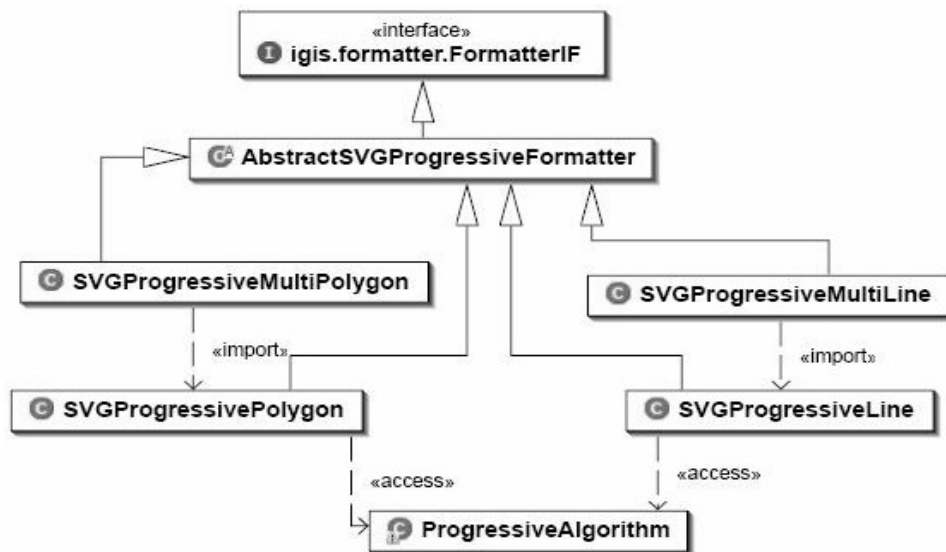 «interface»
I igis.formatter.FormatterIF
C A AbstractSVGProgressiveFormatter
C SVGProgressiveMultiPolygon
C SVGProgressiveMultiLine
«import»
«import»
C SVGProgressivePolygon
C SVGProgressiveLine
«access»
«access»
C ProgressiveAlgorithm